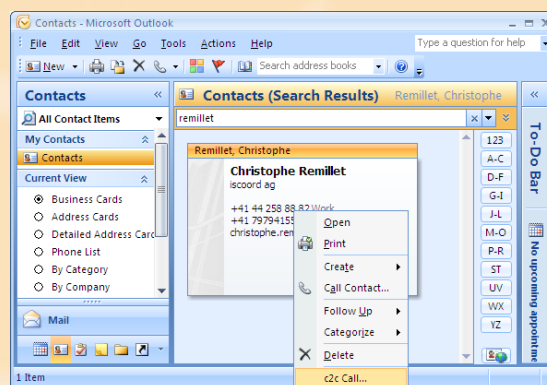 Contacts - Microsoft Outlook
File Edit View Go Tools Actions Help
Type a question for help
New
Search address books
Contacts
Contacts (Search Results)
Remillet, Christophe
All Contact Items
remillet
My Contacts
Contacts
Current View
Business Cards
Address Cards
Detailed Address Card
Phone List
By Category
By Company
Mail
1 Item
Remillet, Christophe
Christophe Remillet
iscoord ag
+41 44 258 88 82 Work
+41 7979415
christophe.rem
Open
Print
Create
Call Contact...
Follow Up
Categorize
Delete
c2c Call...
123
A-C
D-F
G-I
J-L
M-O
P-R
ST
UV
WX
YZ
To-Do Bar
No upcoming appointme